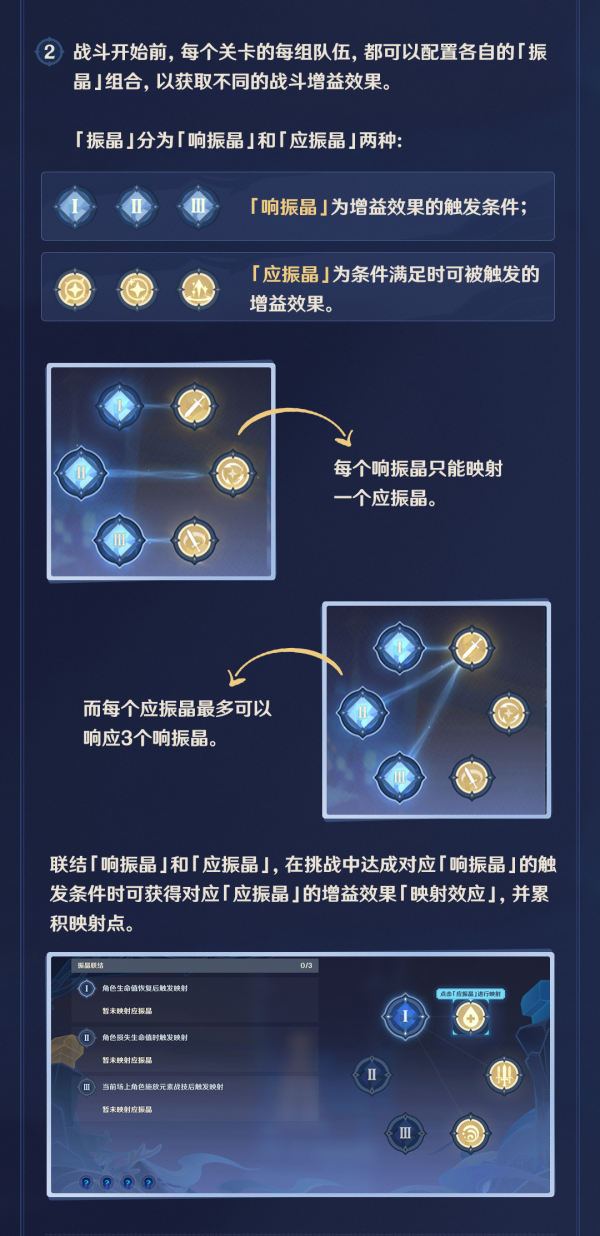 2 战斗开始前，每个关卡的每组队伍，都可以配置各自的「振
晶」组合，以获取不同的战斗增益效果。
「振晶」分为「响振晶」和「应振晶」两种:
I II III 「响振晶」为增益效果的触发条件；
「应振晶」为条件满足时可被触发的
增益效果。
I
II
III
每个响振晶只能映射
一个应振晶。
I
II
III
而每个应振晶最多可以
响应3个响振晶。
联结「响振晶」和「应振晶」，在挑战中达成对应「响振晶」的触
发条件时可获得对应「应振晶」的增益效果「映射效应」，并累
积映射点。
振晶联结 0/3
I 角色生命值恢复后触发映射
暂未映射应振晶
II 角色损失生命值时触发映射
暂未映射应振晶
III 当前场上角色施放元素战技后触发映射
暂未映射应振晶
点击「应振晶」进行映射
I
II
III
? ? ? ?